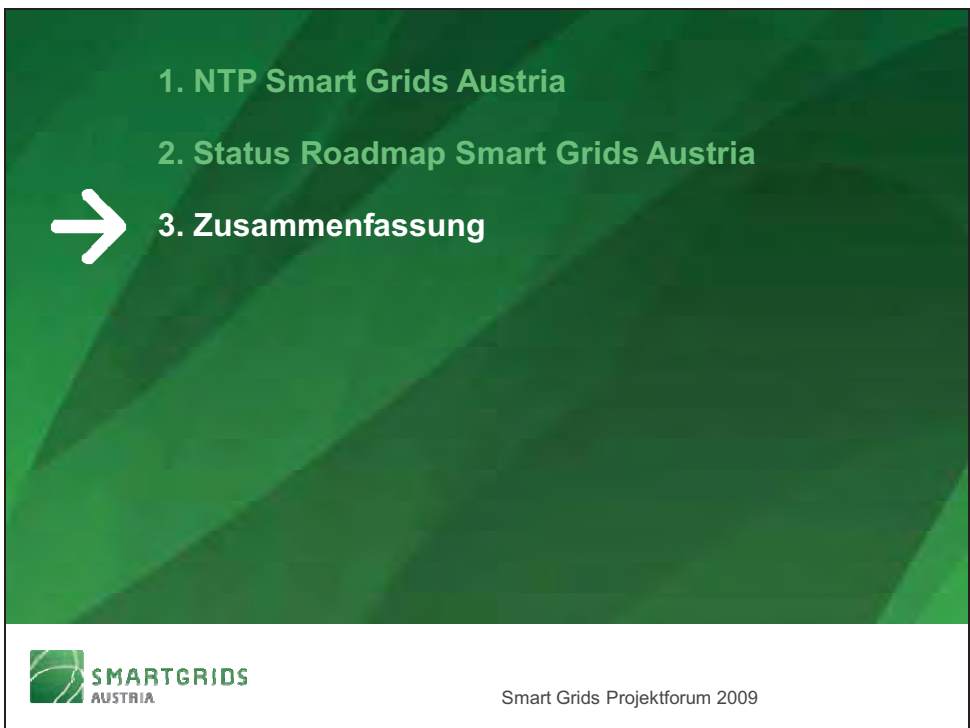 1. NTP Smart Grids Austria
2. Status Roadmap Smart Grids Austria
3. Zusammenfassung
SMARTGRIDS
AUSTRIA
Smart Grids Projektforum 2009